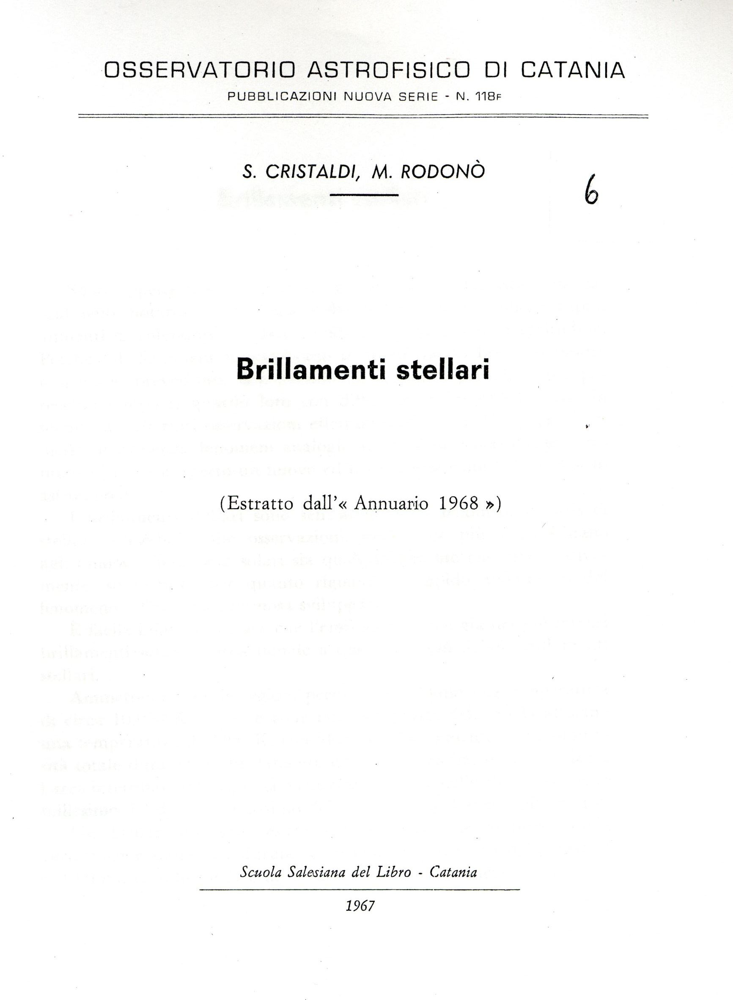 OSSERVATORIO ASTROFISICO DI CATANIA
PUBBLICAZIONI NUOVA SERIE - N. 118F
S. CRISTALDI, M. RODONÒ
6
Brillamenti stellari
(Estratto dall'« Annuario 1968 »)
Scuola Salesiana del Libro - Catania
1967